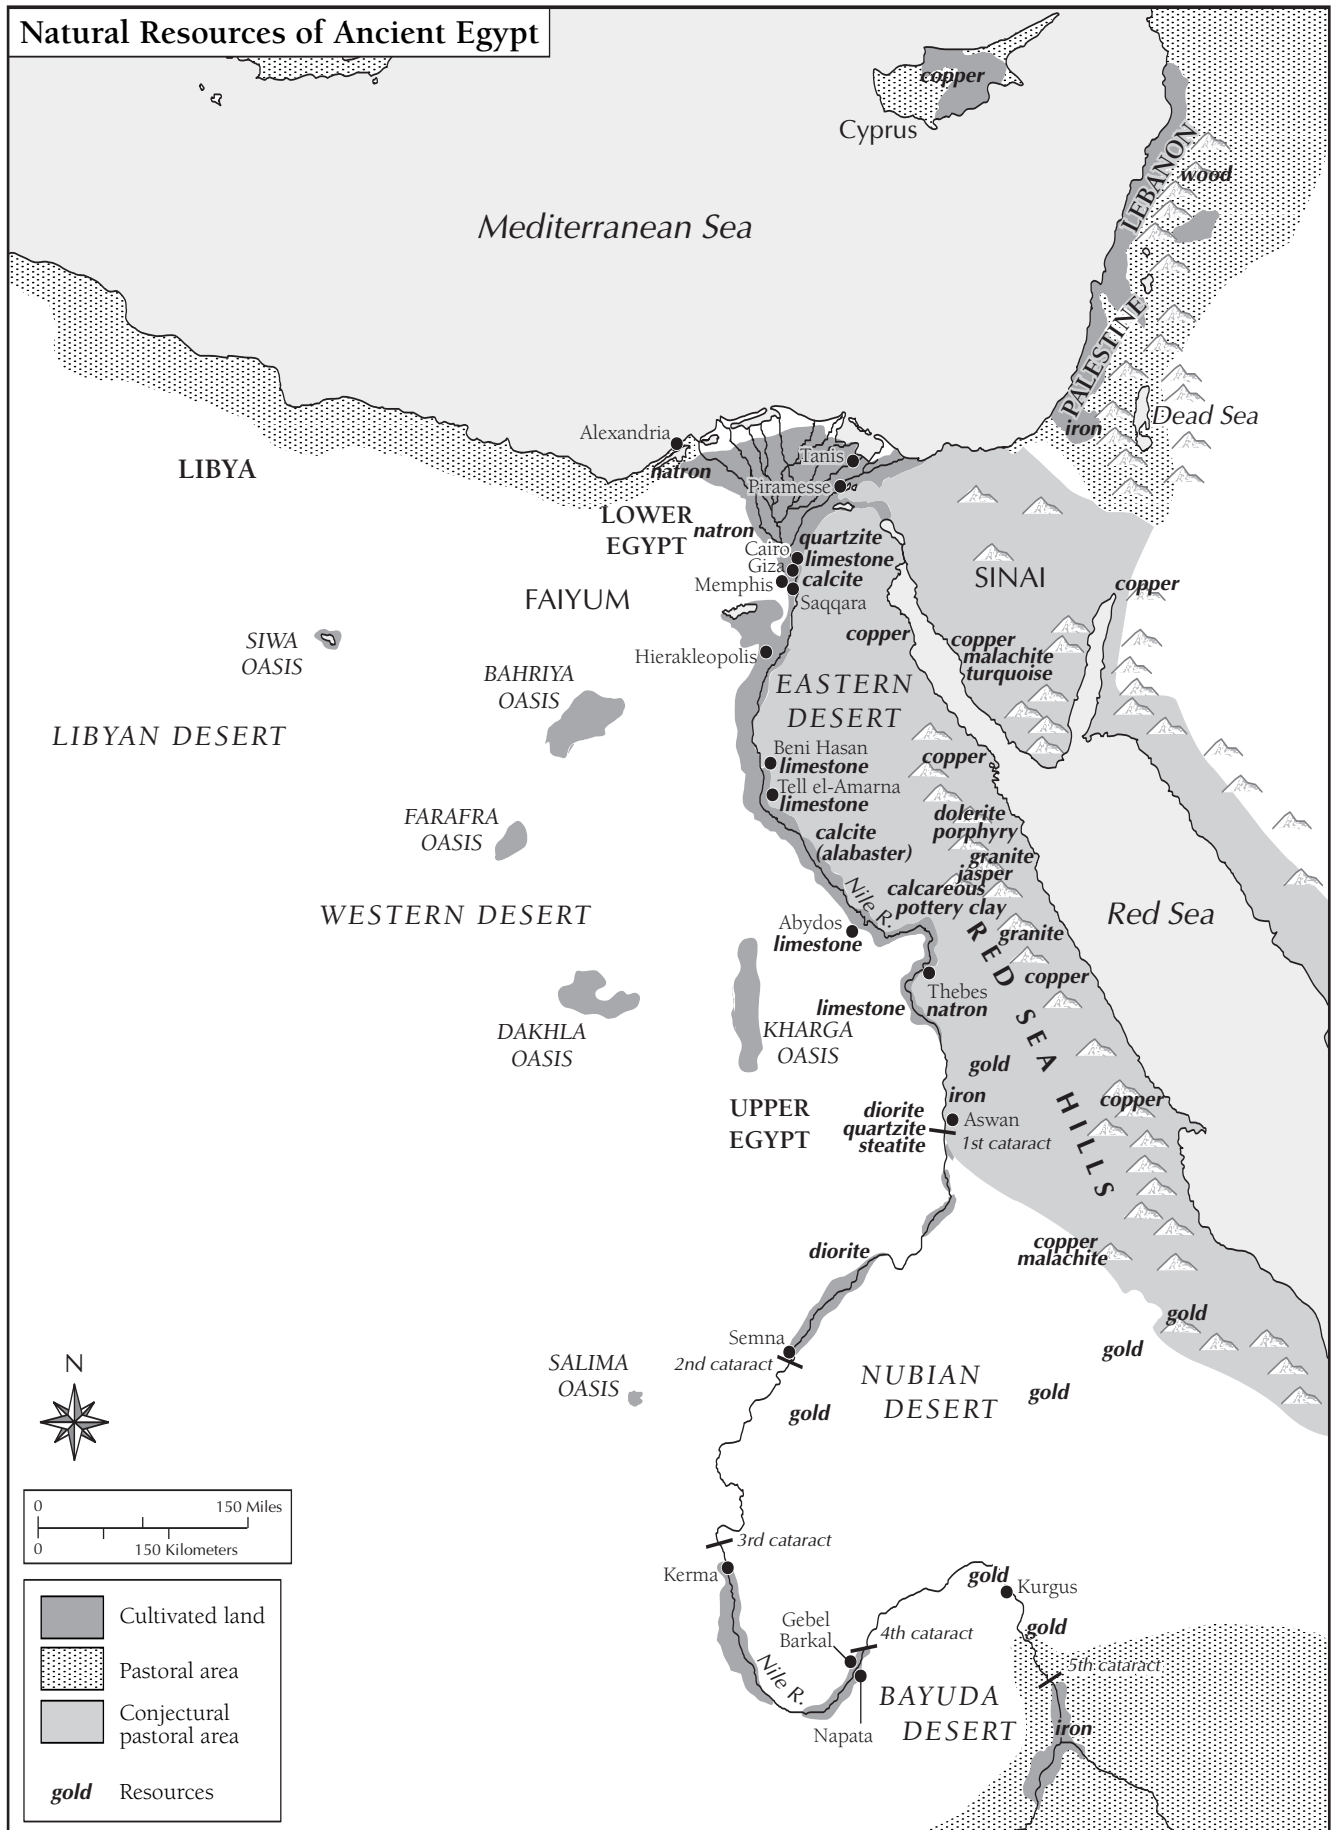 Natural Resources of Ancient Egypt
copper
Cyprus
LEBANON
wood
Mediterranean Sea
PALESTINE
iron
Dead Sea
Alexandria
LIBYA
natron
Tanis
Piramesse
LOWER
EGYPT
natron
quartzite
Cairo
limestone
Giza
calcite
Memphis
Saqqara
SINAI
copper
FAIYUM
copper
copper
malachite
turquoise
SIWA
OASIS
Hierakleopolis
BAHRIYA
OASIS
EASTERN
DESERT
LIBYAN DESERT
Beni Hasan
limestone
copper
Tell el-Amarna
limestone
FARAFRA
OASIS
dolerite
porphyry
calcite
(alabaster)
granite
jasper
calcareous
pottery clay
Nile R.
WESTERN DESERT
Red Sea
Abydos
limestone
granite
RED SEA HILLS
copper
Thebes
limestone
natron
DAKHLA
OASIS
KHARGA
OASIS
gold
iron
copper
UPPER
EGYPT
diorite
quartzite
steatite
Aswan
1st cataract
diorite
copper
malachite
gold
gold
Semna
2nd cataract
SALIMA
OASIS
NUBIAN
DESERT
gold
gold
N
0
150 Miles
0
150 Kilometers
3rd cataract
Kerma
gold
Kurgus
Gebel
Barkal
4th cataract
gold
5th cataract
Nile R.
BAYUDA
DESERT
Napata
iron
Cultivated land
Pastoral area
Conjectural
pastoral area
gold
Resources